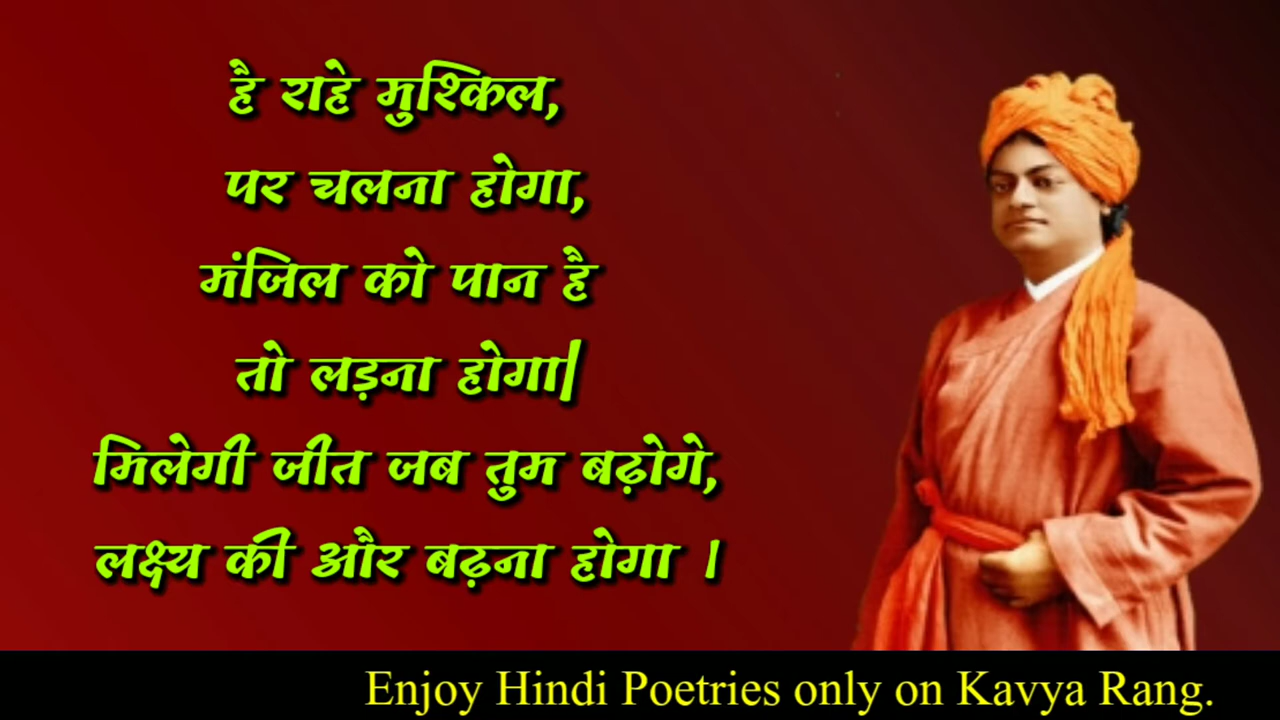 है राहे मुश्किल,
पर चलना होगा,
मंजिल को पान है
तो लड़ना होगा|
मिलेगी जीत जब तुम बढ़ोगे,
लक्ष्य की और बढ़ना होगा ।
Enjoy Hindi Poetries only on Kavya Rang.